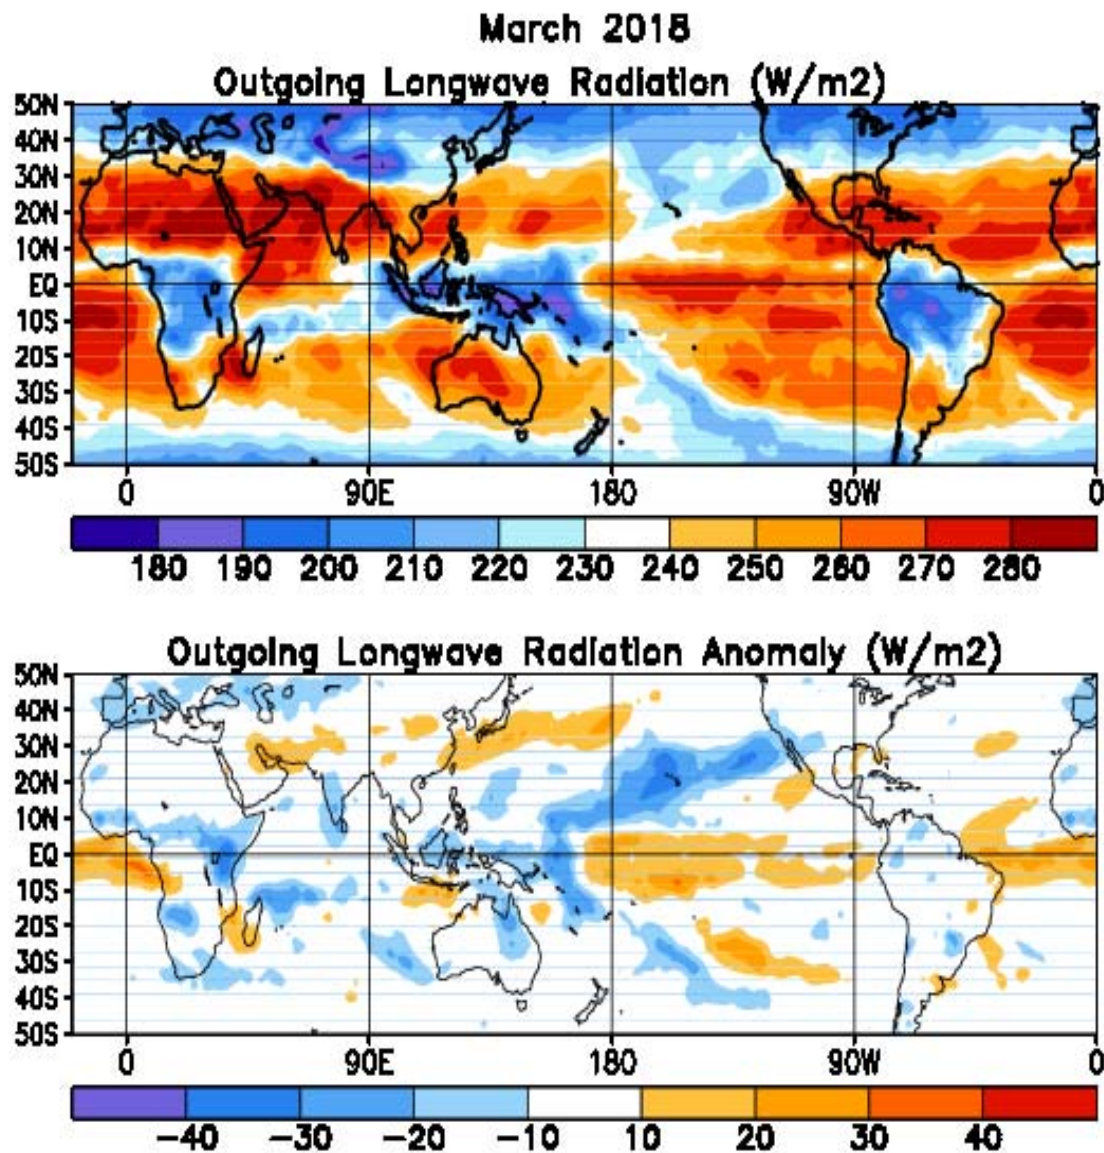 March 2018
Outgoing Longwave Radiation (W/m2)
50N
40N
30N
20N
10N
EQ
10S
20S
30S
40S
50S
0 90E 180 90W 0
180 190 200 210 220 230 240 250 260 270 280
Outgoing Longwave Radiation Anomaly (W/m2)
50N
40N
30N
20N
10N
EQ
10S
20S
30S
40S
50S
0 90E 180 90W 0
-40 -30 -20 -10 10 20 30 40